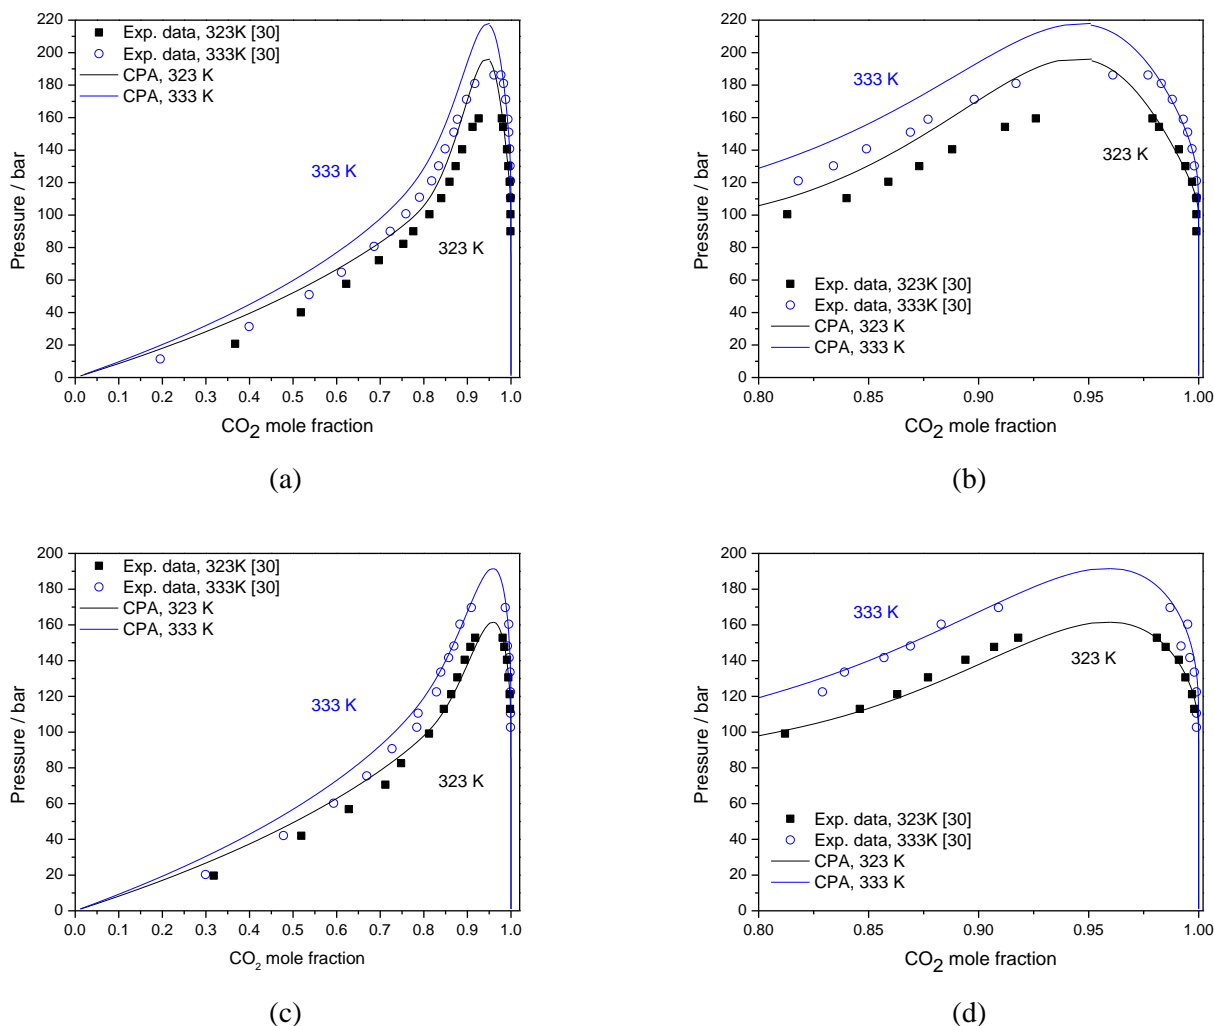 220
200
180
160
140
120
100
80
60
40
20
0
Pressure / bar
Exp. data, 323K [30]
Exp. data, 333K [30]
CPA, 323 K
CPA, 333 K
333 K
323 K
0.0 0.1 0.2 0.3 0.4 0.5 0.6 0.7 0.8 0.9 1.0
CO2 mole fraction
(a)
220
200
180
160
140
120
100
80
60
40
20
0
Pressure / bar
333 K
323 K
Exp. data, 323K [30]
Exp. data, 333K [30]
CPA, 323 K
CPA, 333 K
0.80 0.85 0.90 0.95 1.00
CO2 mole fraction
(b)
200
180
160
140
120
100
80
60
40
20
0
Pressure / bar
Exp. data, 323K [30]
Exp. data, 333K [30]
CPA, 323 K
CPA, 333 K
333 K
323 K
0.0 0.1 0.2 0.3 0.4 0.5 0.6 0.7 0.8 0.9 1.0
CO2 mole fraction
(c)
200
180
160
140
120
100
80
60
40
20
0
Pressure / bar
333 K
323 K
Exp. data, 323K [30]
Exp. data, 333K [30]
CPA, 323 K
CPA, 333 K
0.80 0.85 0.90 0.95 1.00
CO2 mole fraction
(d)